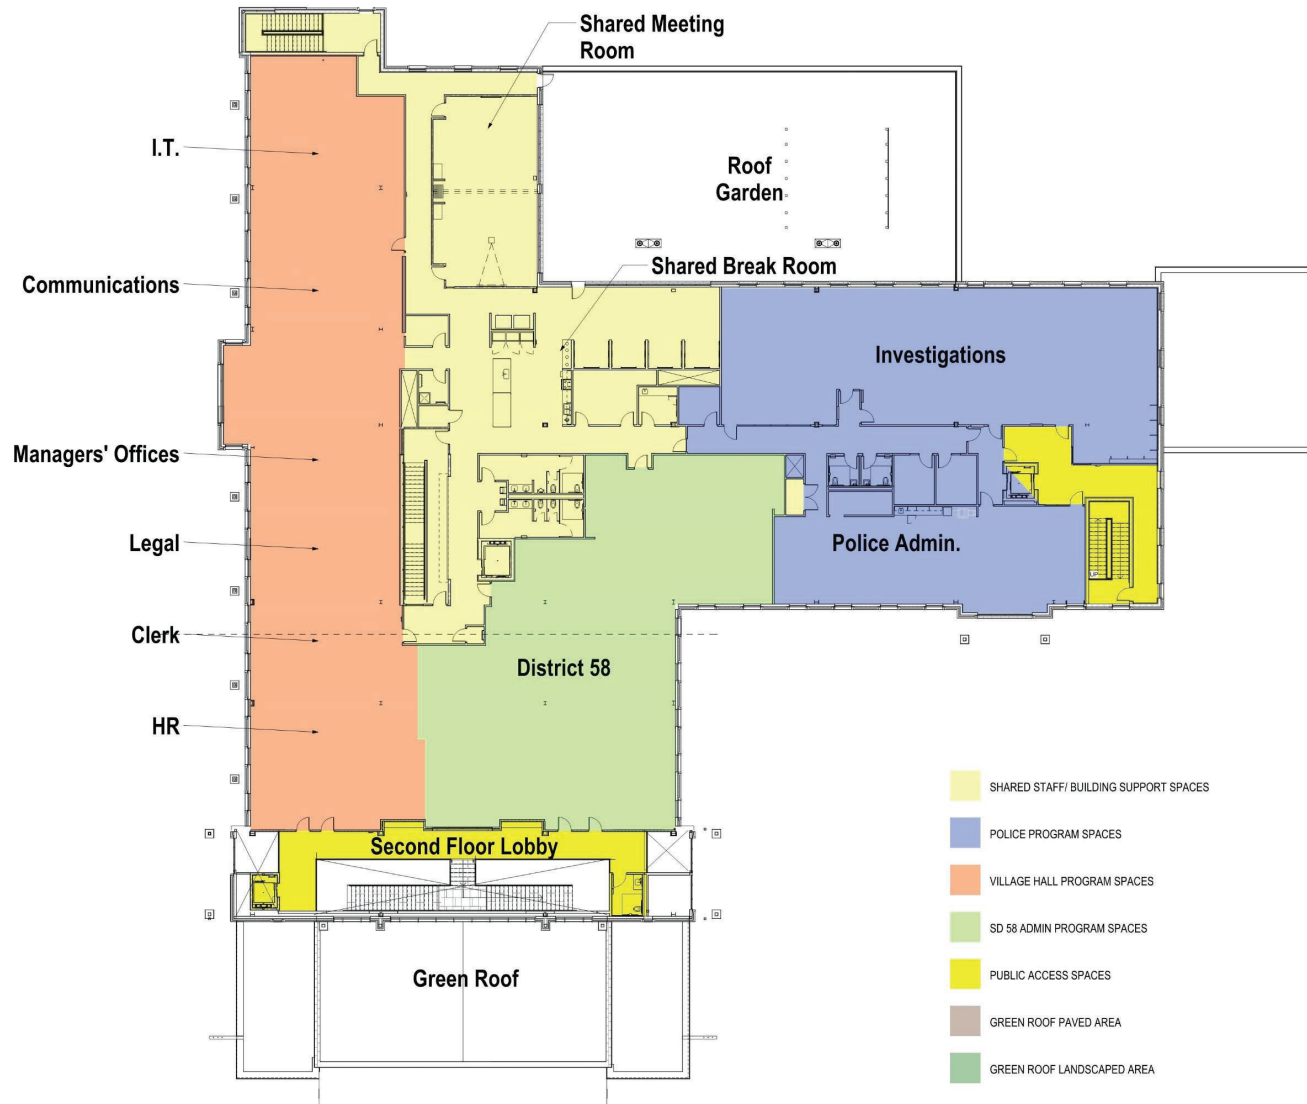 Shared Meeting
Room
I.T.
Roof
Garden
Communications
Shared Break Room
Investigations
Managers' Offices
Legal
Police Admin.
UP
Clerk
District 58
HR
Second Floor Lobby
Green Roof
SHARED STAFF/ BUILDING SUPPORT SPACES
POLICE PROGRAM SPACES
VILLAGE HALL PROGRAM SPACES
SD 58 ADMIN PROGRAM SPACES
PUBLIC ACCESS SPACES
GREEN ROOF PAVED AREA
GREEN ROOF LANDSCAPED AREA